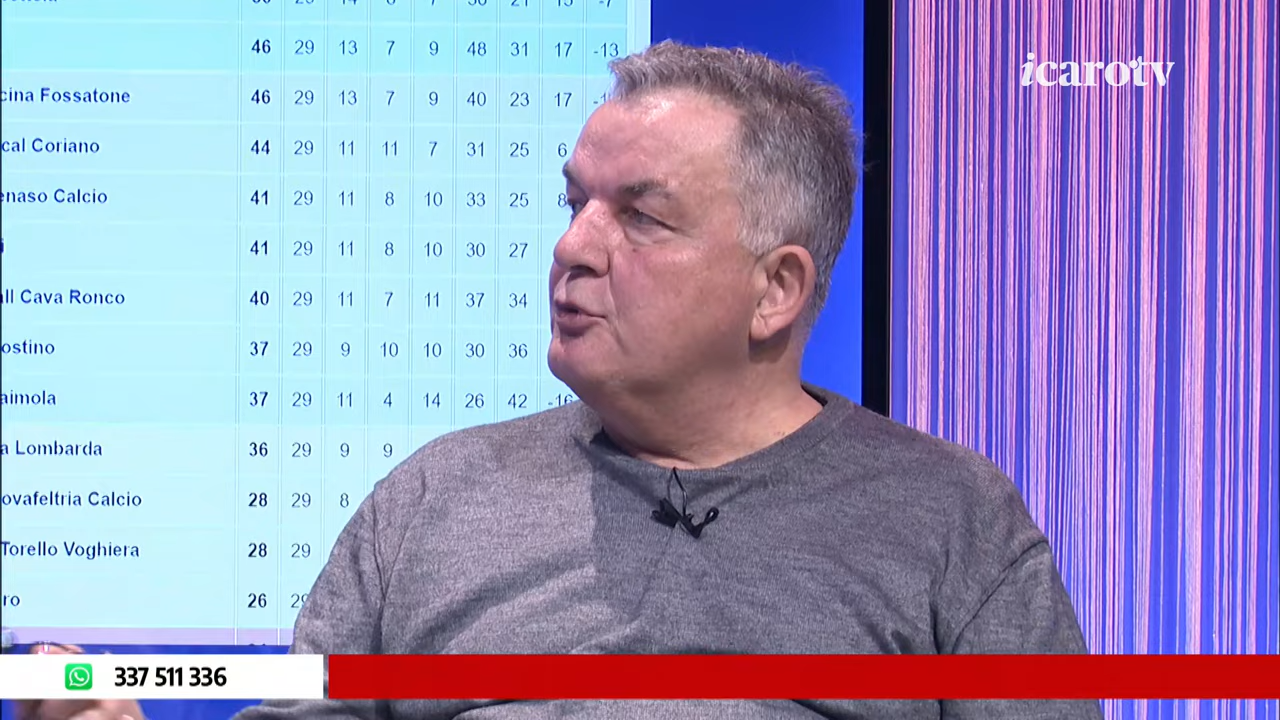 46 29 13 7 9 48 31 17 -13
icarotv
cina Fossatone 46 29 13 7 9 40 23 17
cal Coriano 44 29 11 11 7 31 25 6
enaso Calcio 41 29 11 8 10 33 25 8
i 41 29 11 8 10 30 27
ll Cava Ronco 40 29 11 7 11 37 34
ostino 37 29 9 10 10 30 36
aimola 37 29 11 4 14 26 42 -16
a Lombarda 36 29 9 9
ovafeltria Calcio 28 29 8
Torello Voghiera 28 29
ro 26 29
337 511 336